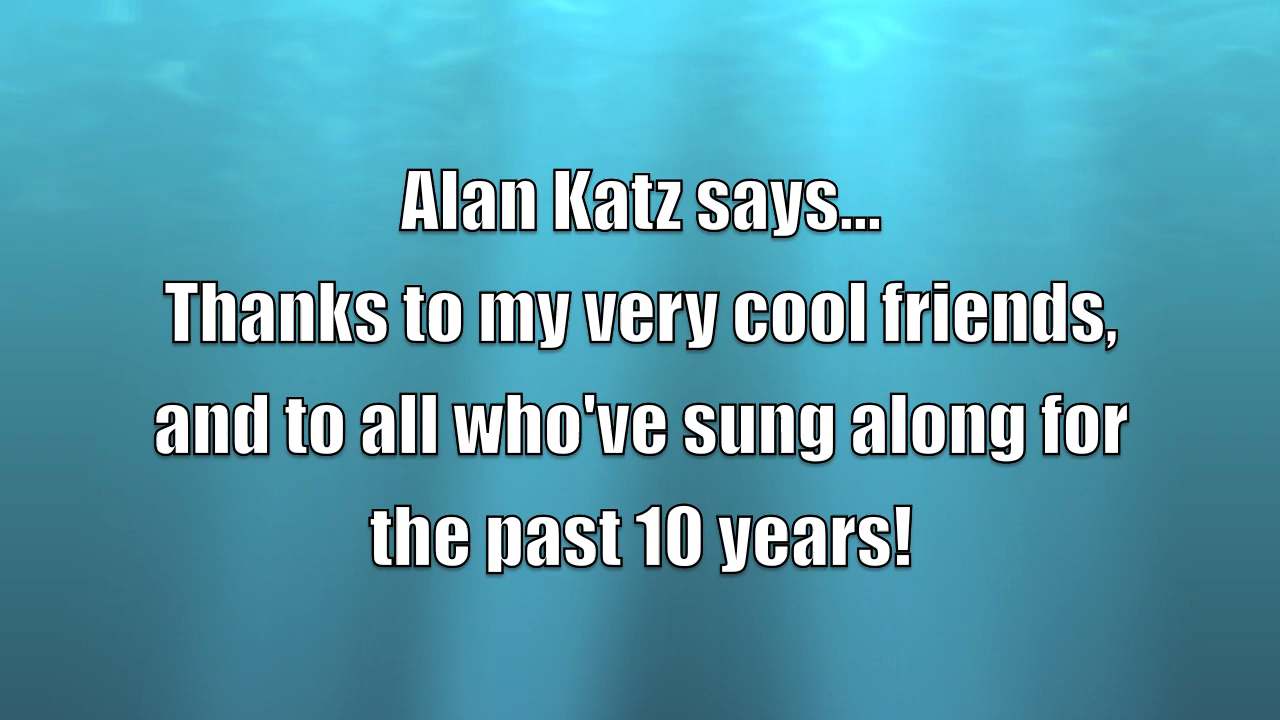 Alan Katz says...
Thanks to my very cool friends,
and to all who've sung along for
the past 10 years!